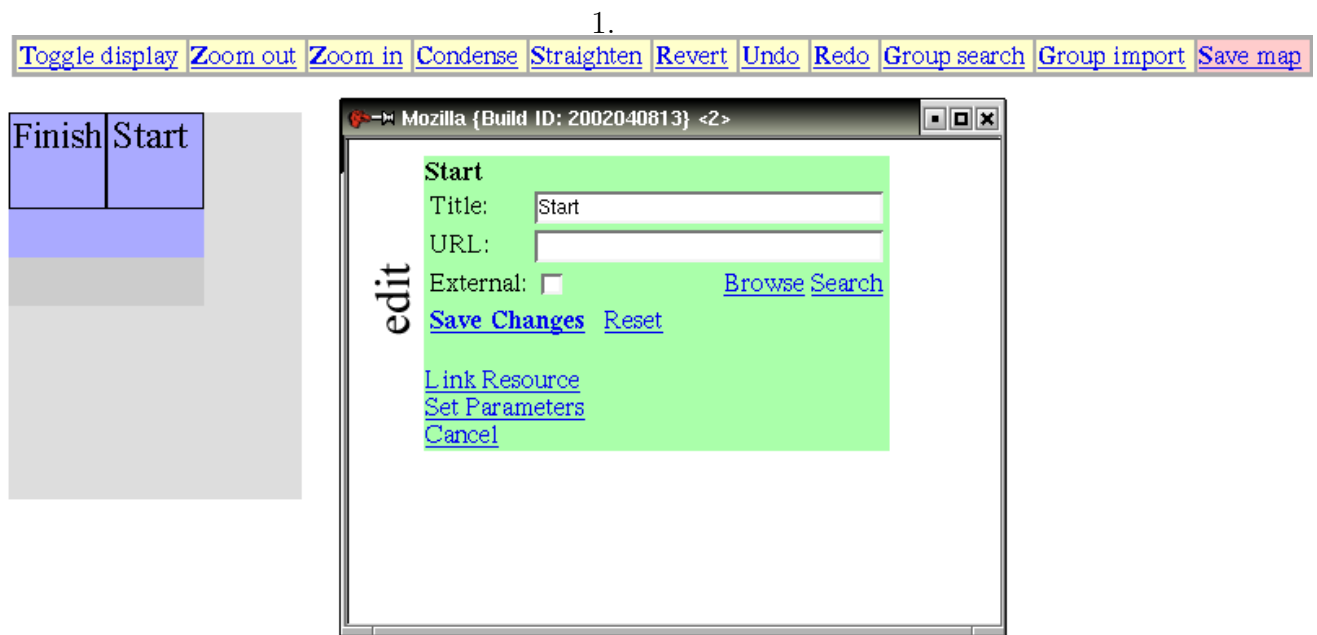 1.
Toggle display Zoom out Zoom in Condense Straighten Revert Undo Redo Group search Group import Save map
Finish Start
Mozilla {Build ID: 2002040813} <2>
edit
Start
Title: Start
URL:
External: Browse Search
Save Changes Reset
Link Resource
Set Parameters
Cancel